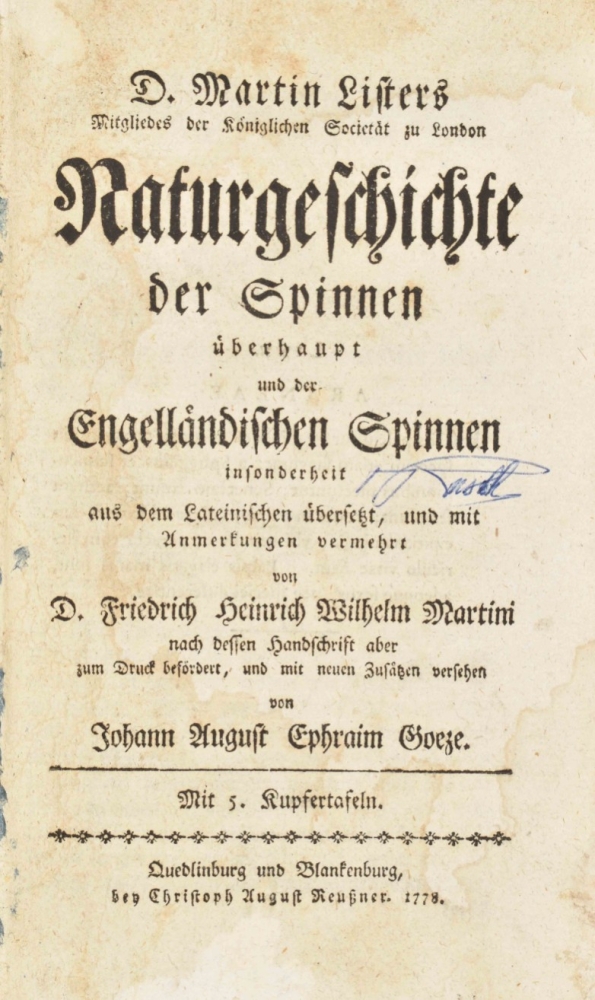 D. Martin Listers
Mitgliedes der Königlichen Societät zu London
Naturgeschichte
der Spinnen
überhaupt
und der
Engelländischen Spinnen
insonderheit
aus dem Lateinischen übersetzt, und mit
Anmerkungen vermehrt
von
D. Friedrich Heinrich Wilhelm Martini
nach dessen Handschrift aber
zum Druck befördert, und mit neuen Zusätzen versehen
von
Johann August Ephraim Goeze.
Mit 5. Kupfertafeln.
Quedlinburg und Blankenburg,
bey Christoph August Reußner. 1778.